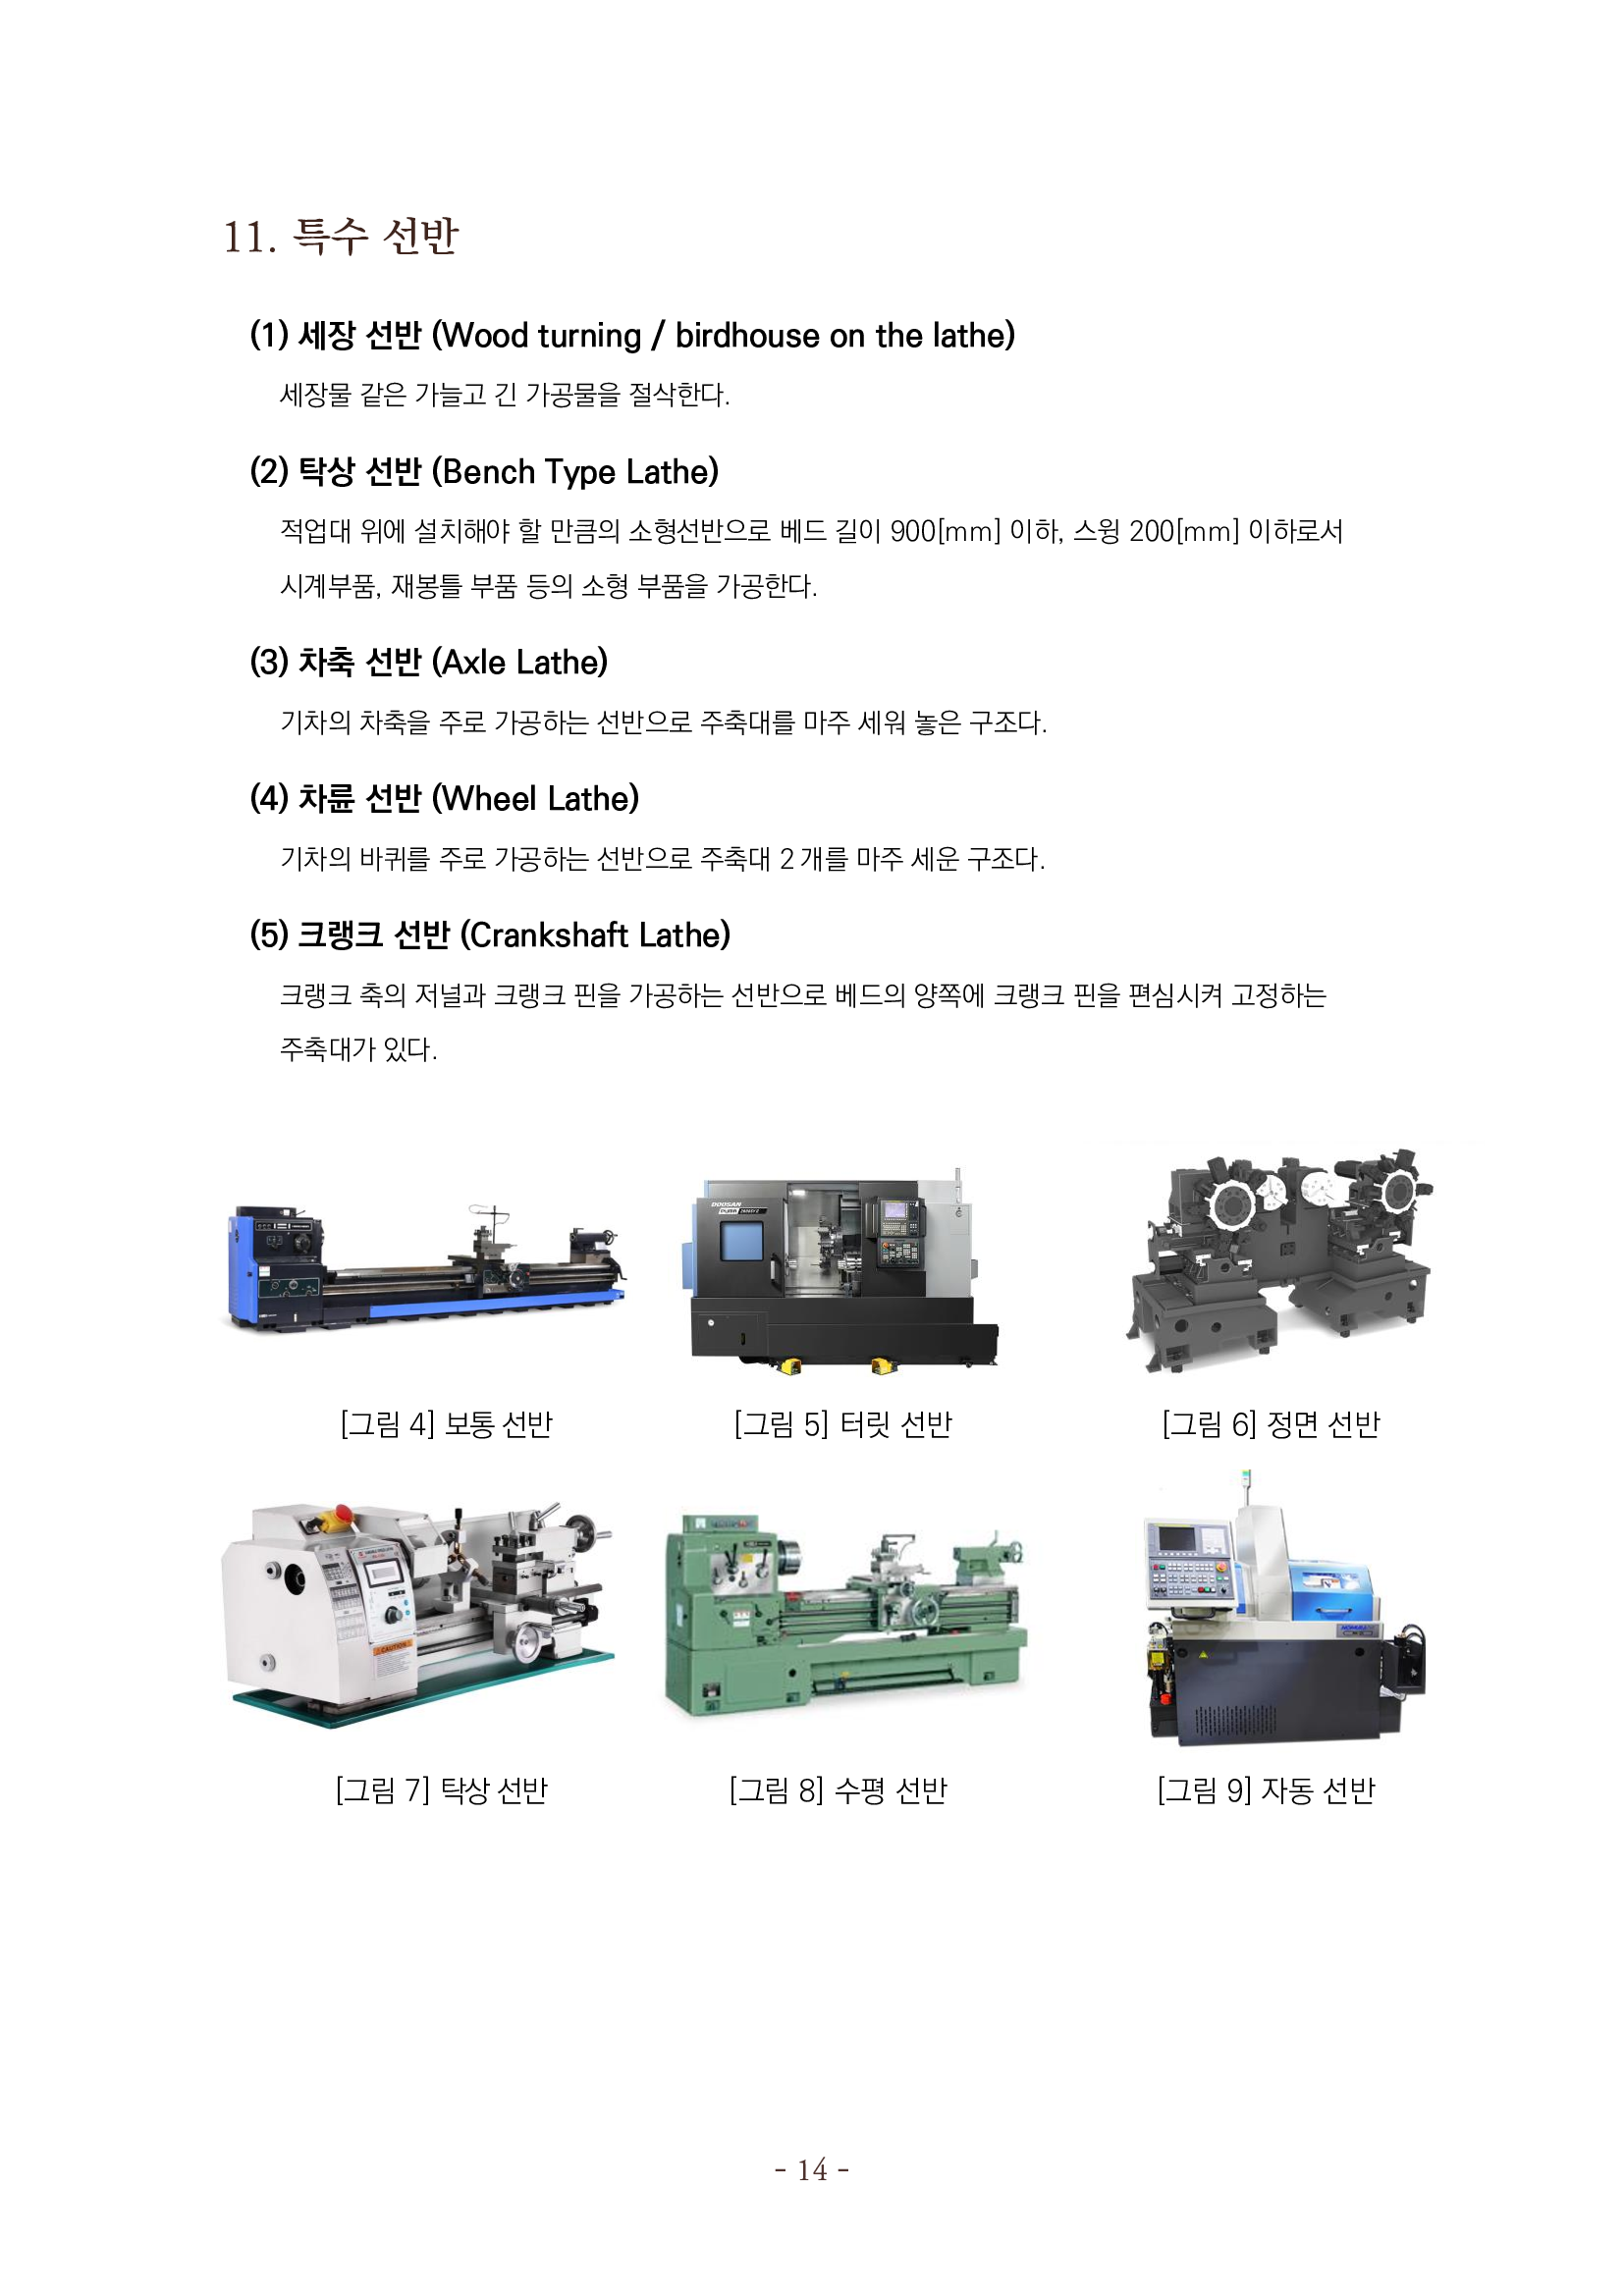 11. 특수 선반
(1) 세장 선반 (Wood turning / birdhouse on the lathe)
세장물 같은 가늘고 긴 가공물을 절삭한다.
(2) 탁상 선반 (Bench Type Lathe)
적업대 위에 설치해야 할 만큼의 소형선반으로 베드 길이 900[mm] 이하, 스윙 200[mm] 이하로서
시계부품, 재봉틀 부품 등의 소형 부품을 가공한다.
(3) 차축 선반 (Axle Lathe)
기차의 차축을 주로 가공하는 선반으로 주축대를 마주 세워 놓은 구조다.
(4) 차륜 선반 (Wheel Lathe)
기차의 바퀴를 주로 가공하는 선반으로 주축대 2개를 마주 세운 구조다.
(5) 크랭크 선반 (Crankshaft Lathe)
크랭크 축의 저널과 크랭크 핀을 가공하는 선반으로 베드의 양쪽에 크랭크 핀을 편심시켜 고정하는
주축대가 있다.
DOOSAN
[그림 4] 보통 선반
[그림 5] 터릿 선반
[그림 6] 정면 선반
CAUTION
[그림 7] 탁상 선반
[그림 8] 수평 선반
[그림 9] 자동 선반
- 14 -